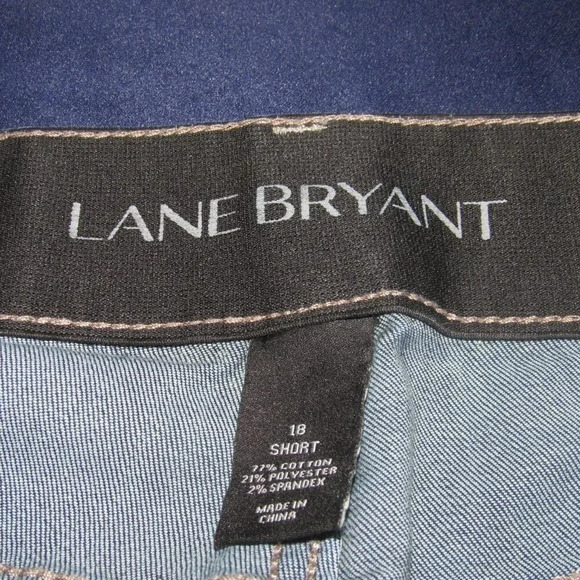 LANE BRYANT
18
SHORT
77% COTTON
21% POLYESTER
2% SPANDEX
MADE IN
CHINA